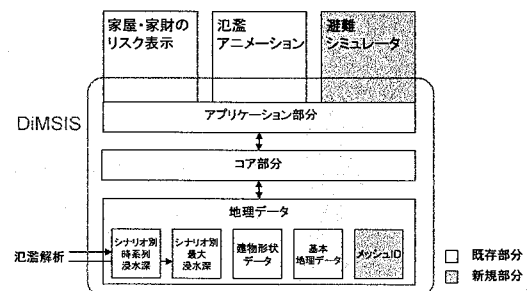 家屋・家財の
リスク表示
氾濫
アニメーション
避難
シミュレータ
DiMSIS
アプリケーション部分
コア部分
地理データ
シナリオ別
時系列
浸水深
シナリオ別
最大
浸水深
建物形状
データ
基本
地理データ
メッシュID
氾濫解析
既存部分
新規部分